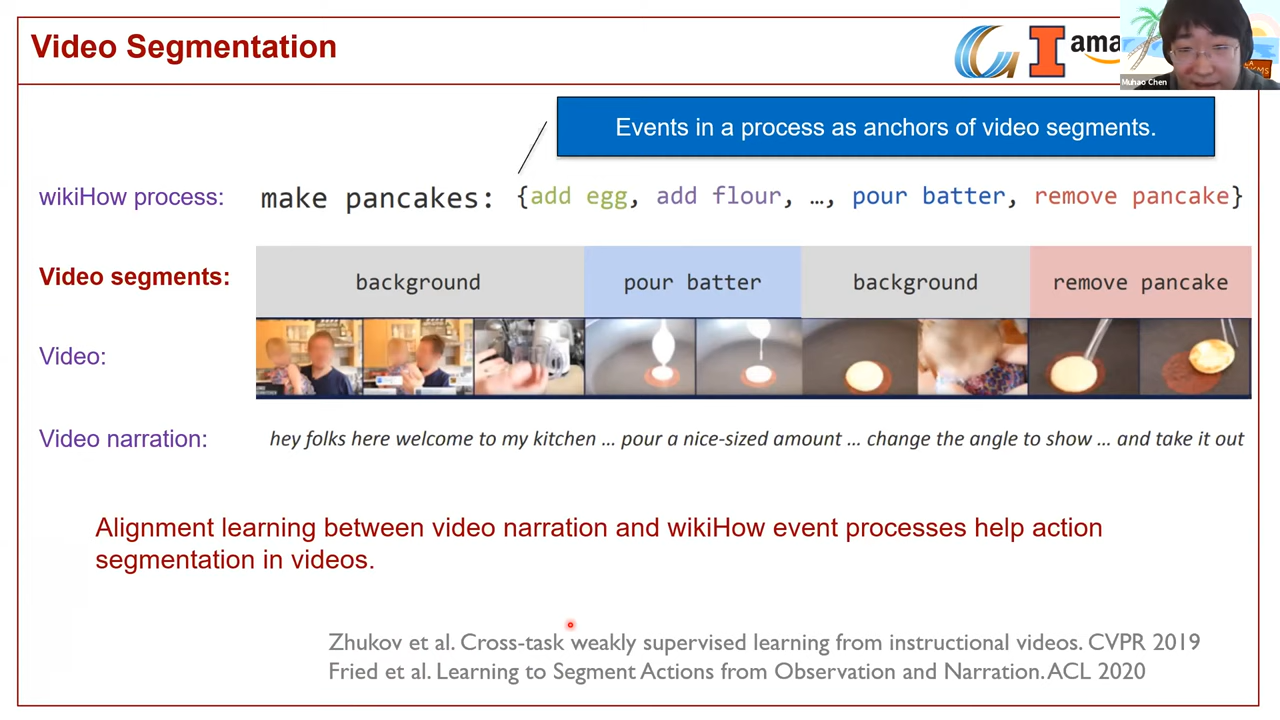 Video Segmentation
ama
Muhao Chen
Events in a process as anchors of video segments.
wikiHow process: make pancakes: {add egg, add flour, …, pour batter, remove pancake}
Video segments: background pour batter background remove pancake
Video:
Video narration: hey folks here welcome to my kitchen ... pour a nice-sized amount ... change the angle to show ... and take it out
Alignment learning between video narration and wikiHow event processes help action
segmentation in videos.
Zhukov et al. Cross-task weakly supervised learning from instructional videos. CVPR 2019
Fried et al. Learning to Segment Actions from Observation and Narration. ACL 2020